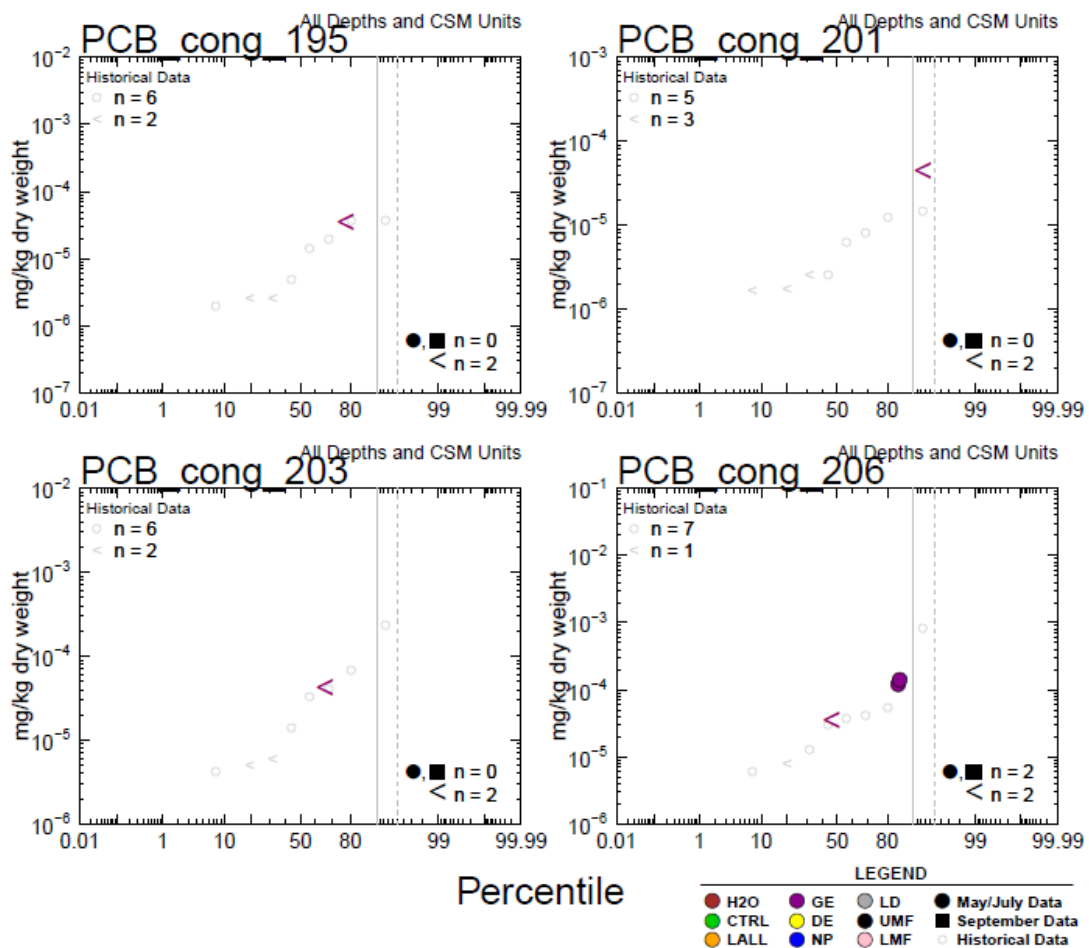 All Depths and CSM Units
PCB_cong_195
Historical Data
n = 6
< n = 2
mg/kg dry weight
10-2
10-3
10-4
10-5
10-6
10-7
, n = 0
< n = 2
0.01 1 10 50 80 99 99.99
All Depths and CSM Units
PCB_cong_201
Historical Data
n = 5
< n = 3
mg/kg dry weight
10-3
10-4
10-5
10-6
10-7
, n = 0
< n = 2
0.01 1 10 50 80 99 99.99
All Depths and CSM Units
PCB_cong_203
Historical Data
n = 6
< n = 2
mg/kg dry weight
10-2
10-3
10-4
10-5
10-6
, n = 0
< n = 2
0.01 1 10 50 80 99 99.99
All Depths and CSM Units
PCB_cong_206
Historical Data
n = 7
< n = 1
mg/kg dry weight
10-1
10-2
10-3
10-4
10-5
10-6
, n = 2
< n = 2
0.01 1 10 50 80 99 99.99
Percentile
LEGEND
H2O GE LD May/July Data
CTRL DE UMF September Data
LALL NP LMF Historical Data